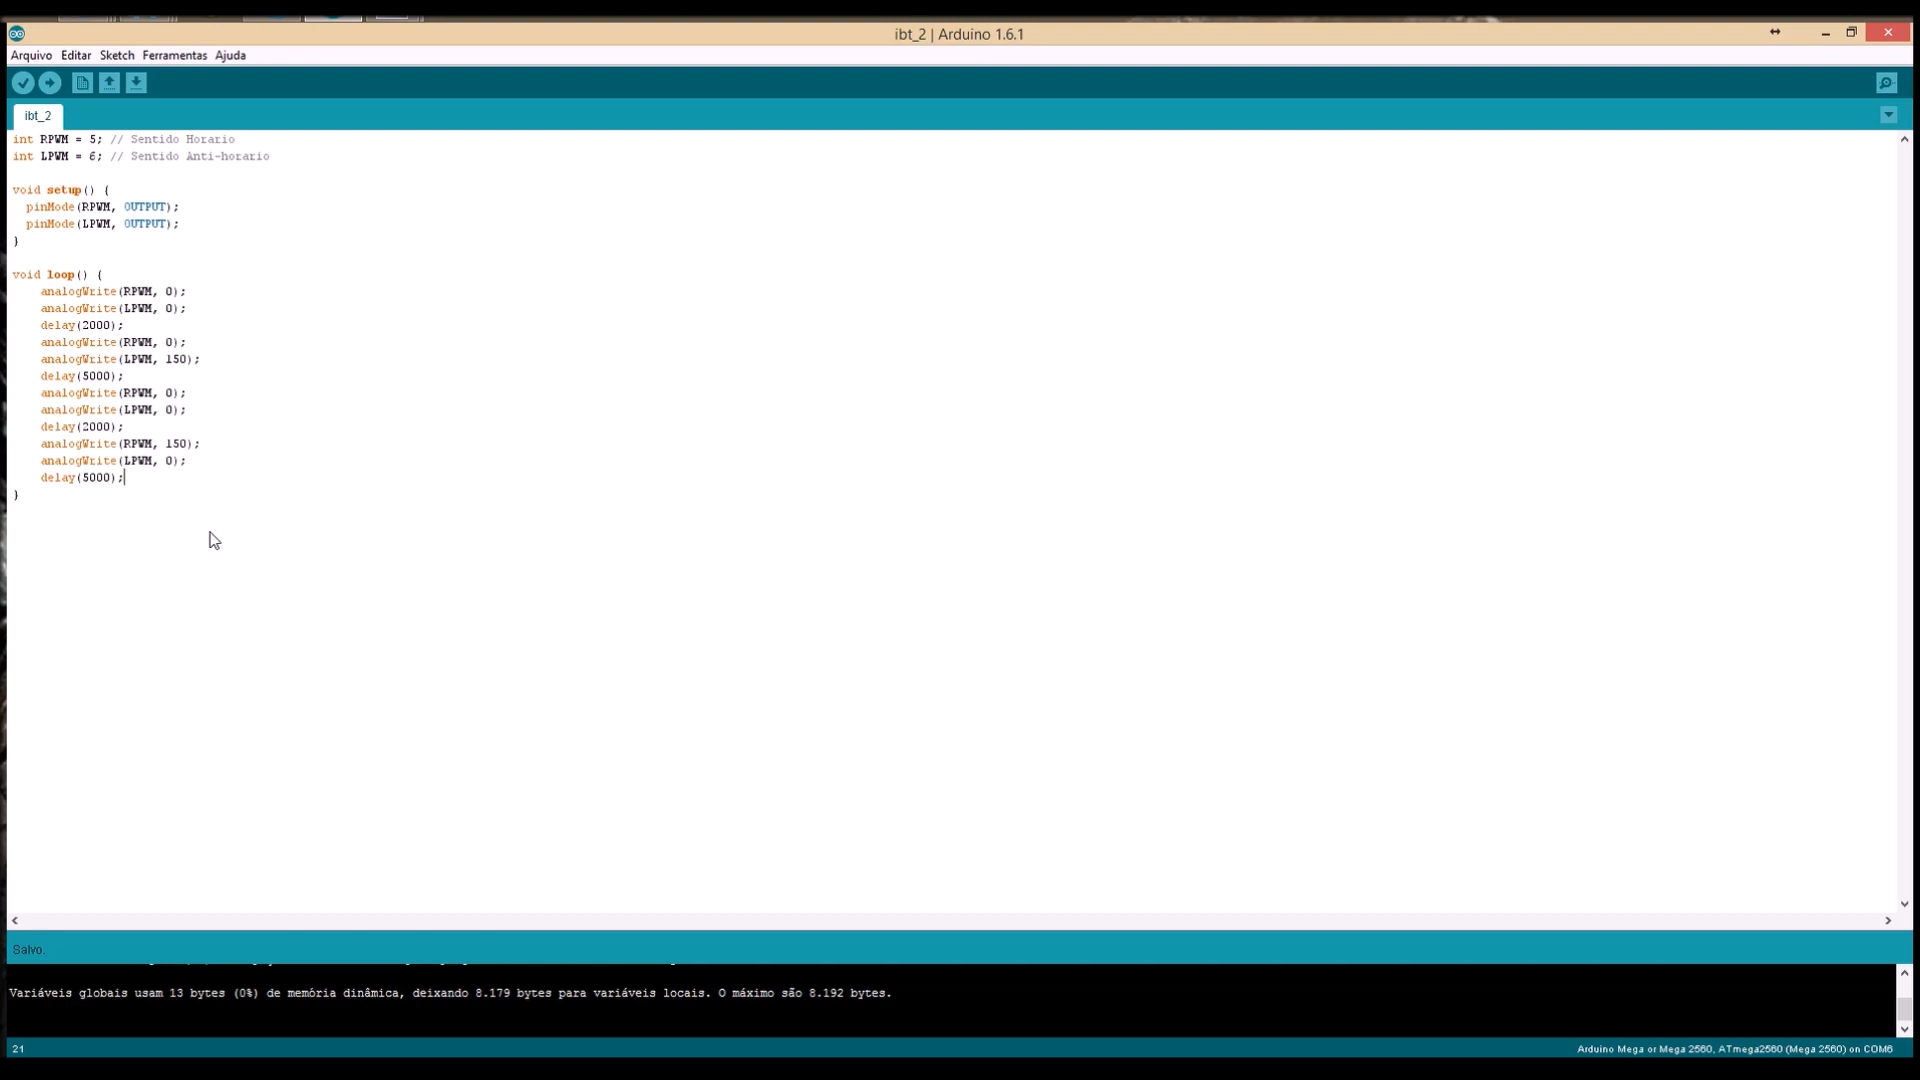 ibt_2 | Arduino 1.6.1
Arquivo Editar Sketch Ferramentas Ajuda
ibt_2
int RPWM = 5; // Sentido Horario
int LPWM = 6; // Sentido Anti-horario
void setup() {
pinMode(RPWM, OUTPUT);
pinMode(LPWM, OUTPUT);
}
void loop() {
analogWrite(RPWM, 0);
analogWrite(LPWM, 0);
delay(2000);
analogWrite(RPWM, 0);
analogWrite(LPWM, 150);
delay(5000);
analogWrite(RPWM, 0);
analogWrite(LPWM, 0);
delay(2000);
analogWrite(RPWM, 150);
analogWrite(LPWM, 0);
delay(5000);
}
Salvo.
Variáveis globais usam 13 bytes (0%) de memória dinâmica, deixando 8.179 bytes para variáveis locais. O máximo são 8.192 bytes.
21
Arduino Mega or Mega 2560, ATmega2560 (Mega 2560) on COM6